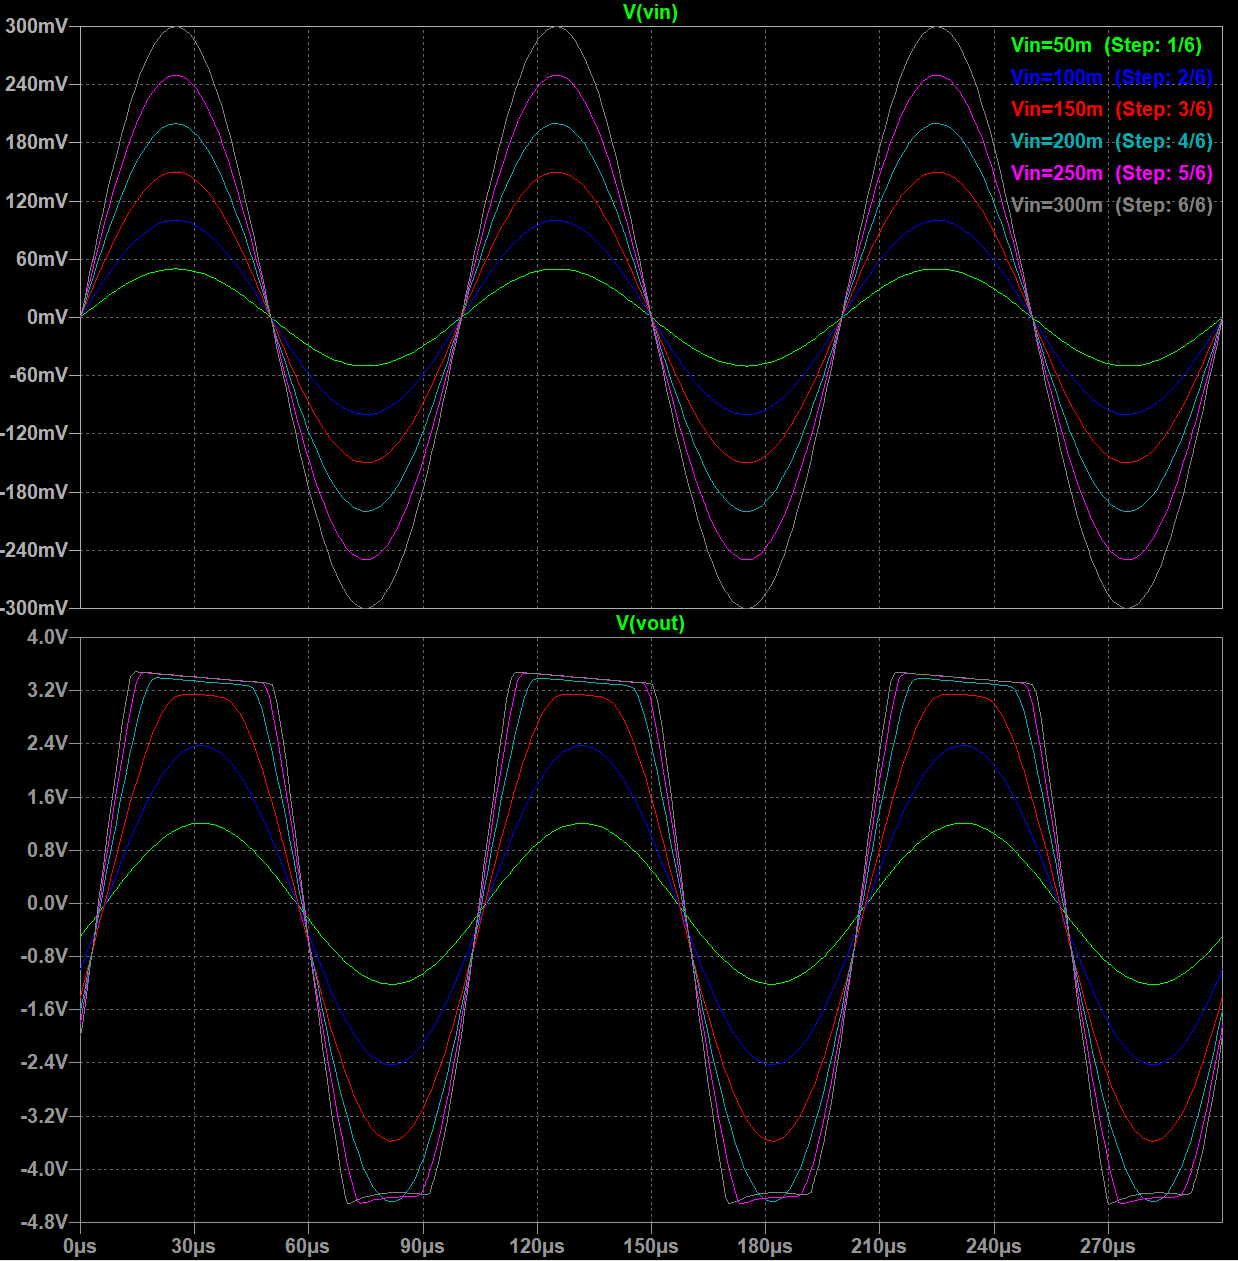 V(vin)
300mV
240mV
180mV
120mV
60mV
0mV
-60mV
-120mV
-180mV
-240mV
-300mV
Vin=50m (Step: 1/6)
Vin=100m (Step: 2/6)
Vin=150m (Step: 3/6)
Vin=200m (Step: 4/6)
Vin=250m (Step: 5/6)
Vin=300m (Step: 6/6)
V(vout)
4.0V
3.2V
2.4V
1.6V
0.8V
0.0V
-0.8V
-1.6V
-2.4V
-3.2V
-4.0V
-4.8V
0µs 30µs 60µs 90µs 120µs 150µs 180µs 210µs 240µs 270µs